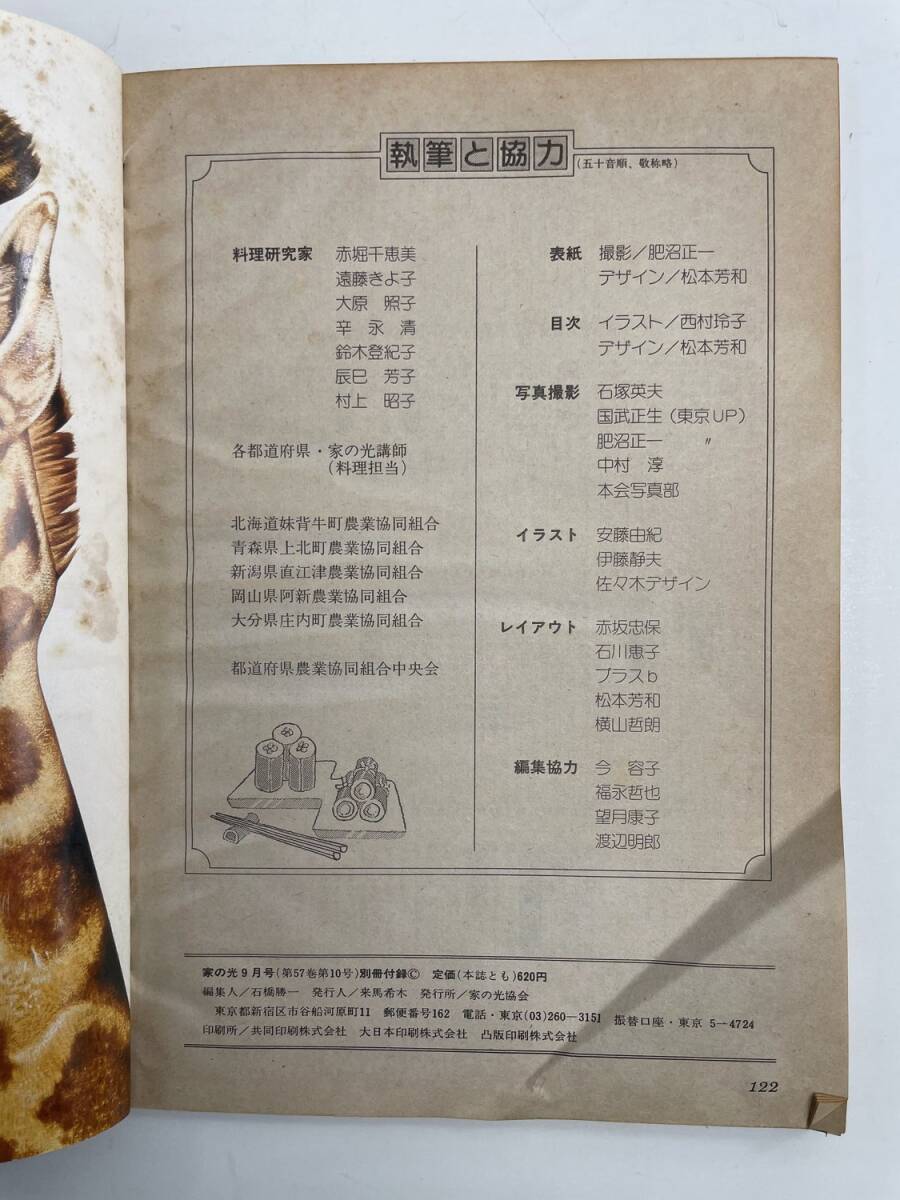 執筆と協力
(五十音順、敬称略)
料理研究家 赤堀千恵美
遠藤きよ子
大原 照子
辛 永 清
鈴木登紀子
辰巳 芳子
村上 昭子
各都道府県・家の光講師
(料理担当)
北海道妹背牛町農業協同組合
青森県上北町農業協同組合
新潟県直江津農業協同組合
岡山県阿新農業協同組合
大分県庄内町農業協同組合
都道府県農業協同組合中央会
表紙 撮影/肥沼正一
デザイン/松本芳和
目次 イラスト/西村玲子
デザイン/松本芳和
写真撮影 石塚英夫
国武正生(東京UP)
肥沼正一 〃
中村 淳
本会写真部
イラスト 安藤由紀
伊藤静夫
佐々木デザイン
レイアウト 赤坂忠保
石川恵子
プラスb
松本芳和
横山哲朗
編集協力 今 容子
福永哲也
望月康子
渡辺明郎
家の光9月号(第57巻第10号)別冊付録Ⓒ 定価(本誌とも)620円
編集人/石橋勝一 発行人/来馬希木 発行所/家の光協会
東京都新宿区市谷船河原町11 郵便番号162 電話・東京(03)260―3151 振替口座・東京 5―4724
印刷所/共同印刷株式会社 大日本印刷株式会社 凸版印刷株式会社
122